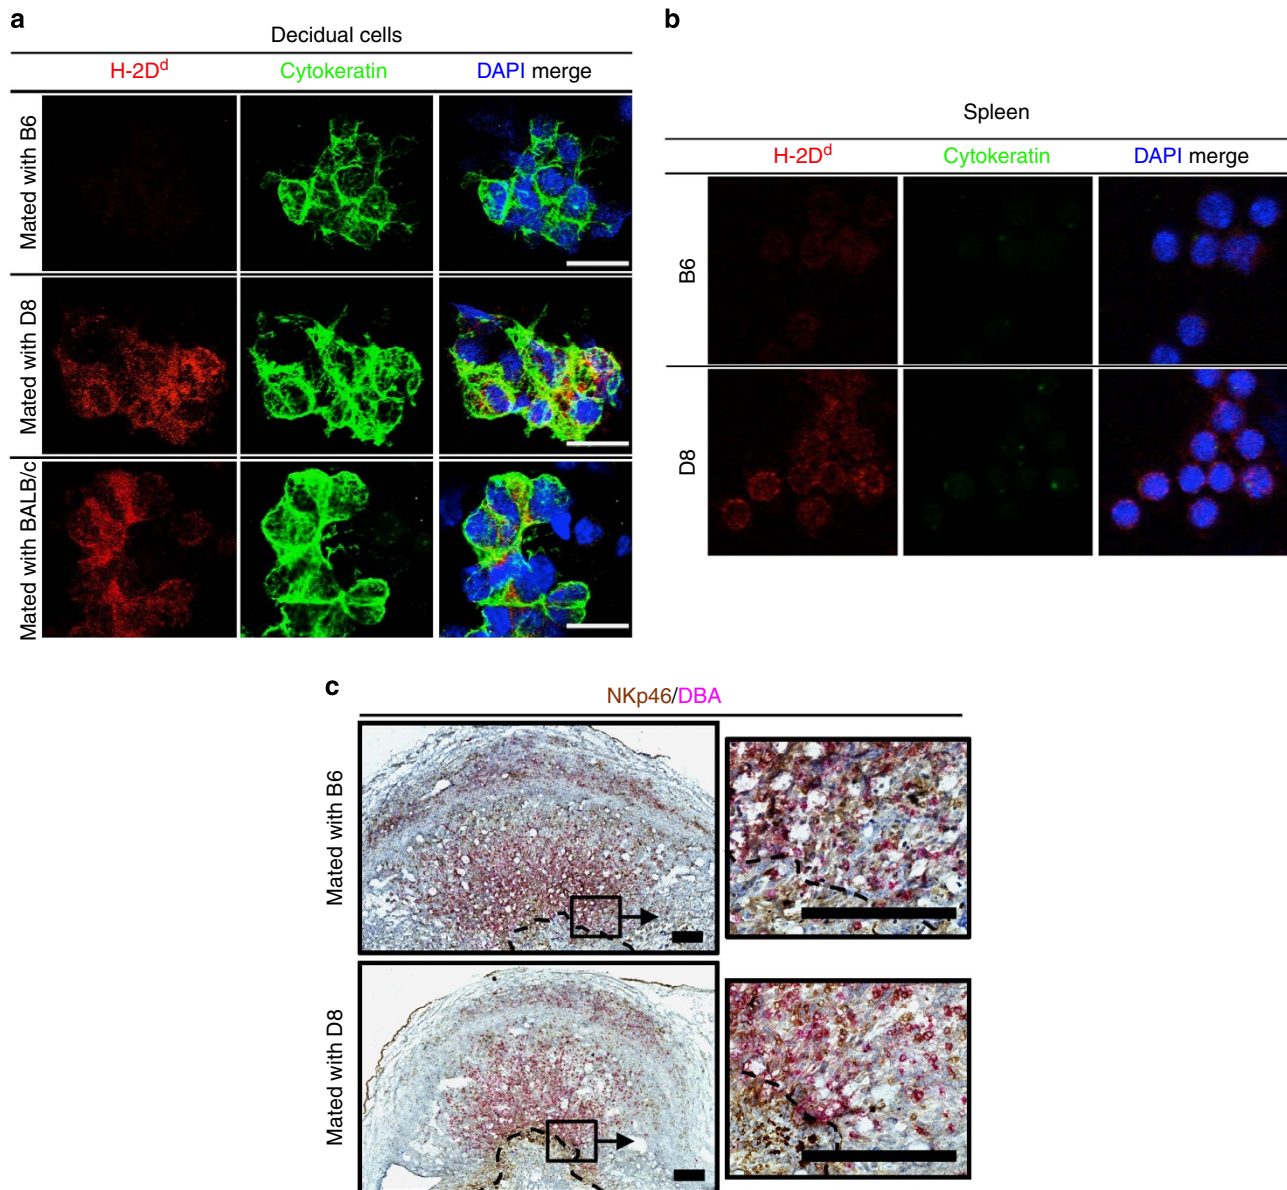 a
Decidual cells
H-2Dd Cytokeratin DAPI merge
Mated with B6
Mated with D8
Mated with BALB/c
b
Spleen
H-2Dd Cytokeratin DAPI merge
B6
D8
c
NKp46/DBA
Mated with B6
Mated with D8